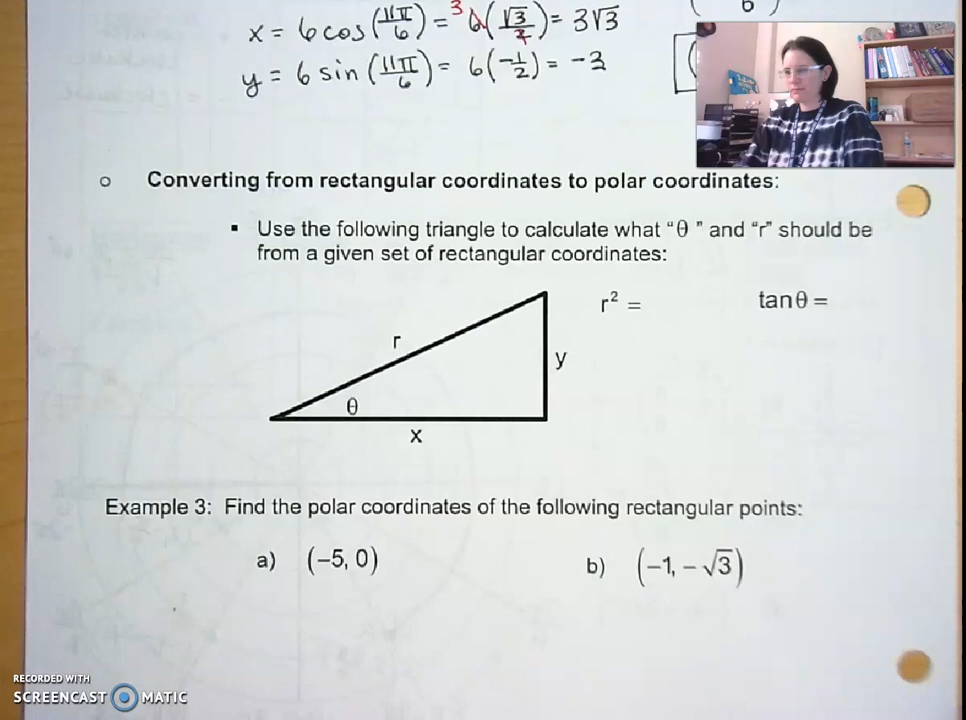 x = 6 cos(11π/6) = ³6(√3/2) = 3√3
6 )
y = 6 sin(11π/6) = 6(-1/2) = -3
(
o Converting from rectangular coordinates to polar coordinates:
▪ Use the following triangle to calculate what “θ ” and “r” should be
from a given set of rectangular coordinates:
r² = tanθ =
r
y
θ
x
Example 3: Find the polar coordinates of the following rectangular points:
a) (−5, 0) b) (−1, − √3)
RECORDED WITH
SCREENCAST MATIC